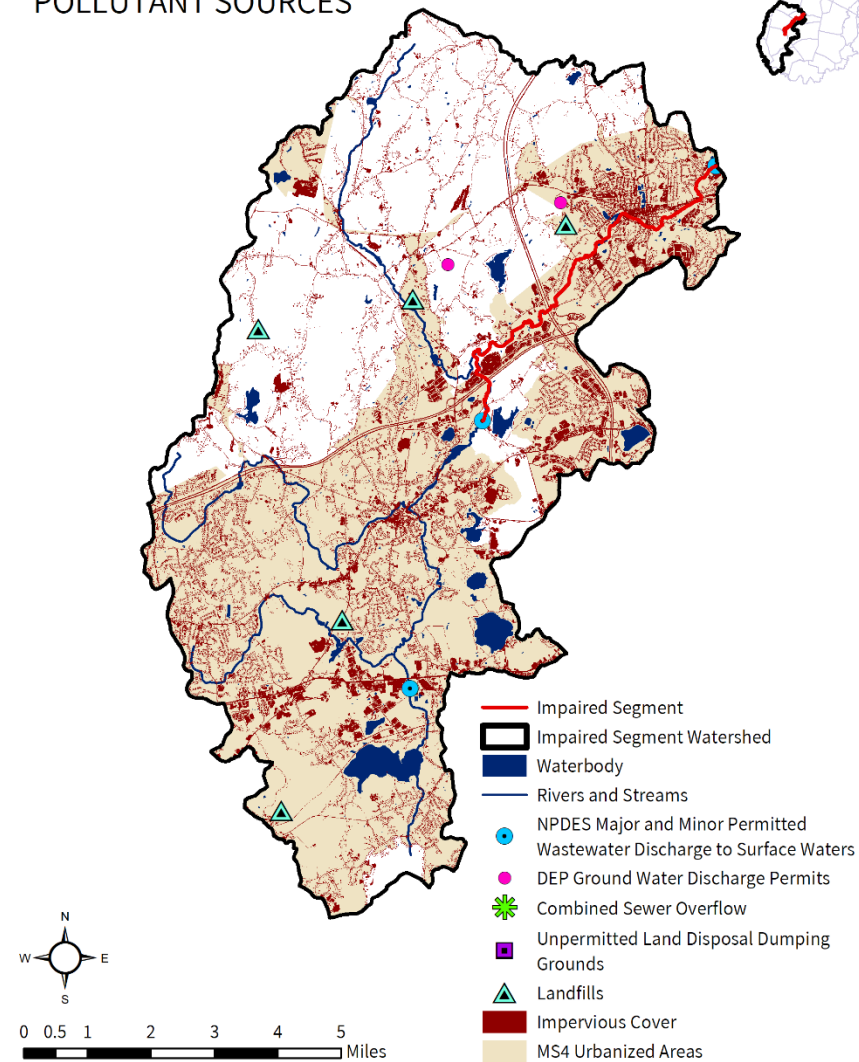 POLLUTANT SOURCES
Impaired Segment
Impaired Segment Watershed
Waterbody
Rivers and Streams
NPDES Major and Minor Permitted
Wastewater Discharge to Surface Waters
DEP Ground Water Discharge Permits
Combined Sewer Overflow
Unpermitted Land Disposal Dumping
Grounds
Landfills
Impervious Cover
MS4 Urbanized Areas
N
W E
S
0 0.5 1 2 3 4 5
Miles